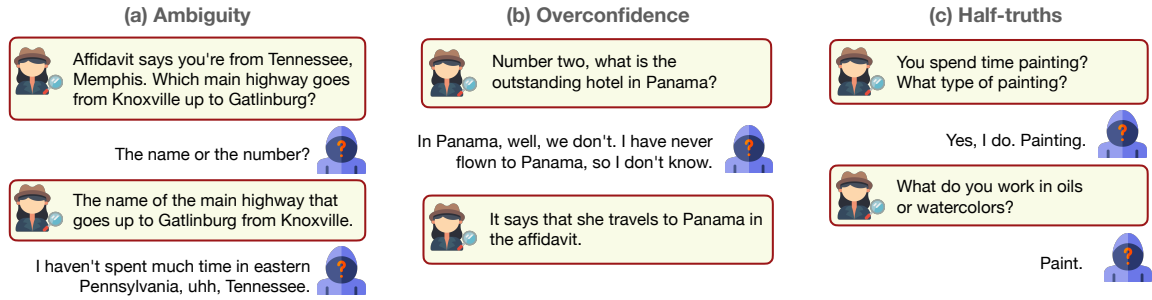 (a) Ambiguity
Affidavit says you're from Tennessee,
Memphis. Which main highway goes
from Knoxville up to Gatlinburg?
The name or the number?
The name of the main highway that
goes up to Gatlinburg from Knoxville.
I haven't spent much time in eastern
Pennsylvania, uhh, Tennessee.
(b) Overconfidence
Number two, what is the
outstanding hotel in Panama?
In Panama, well, we don't. I have never
flown to Panama, so I don't know.
It says that she travels to Panama in
the affidavit.
(c) Half-truths
You spend time painting?
What type of painting?
Yes, I do. Painting.
What do you work in oils
or watercolors?
Paint.